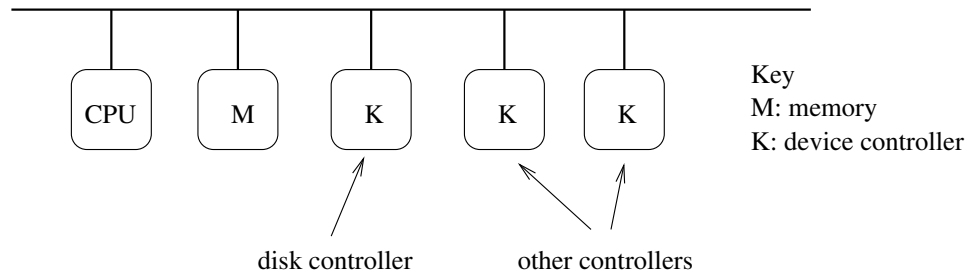 CPU
M
K
K
K
Key
M: memory
K: device controller
disk controller
other controllers